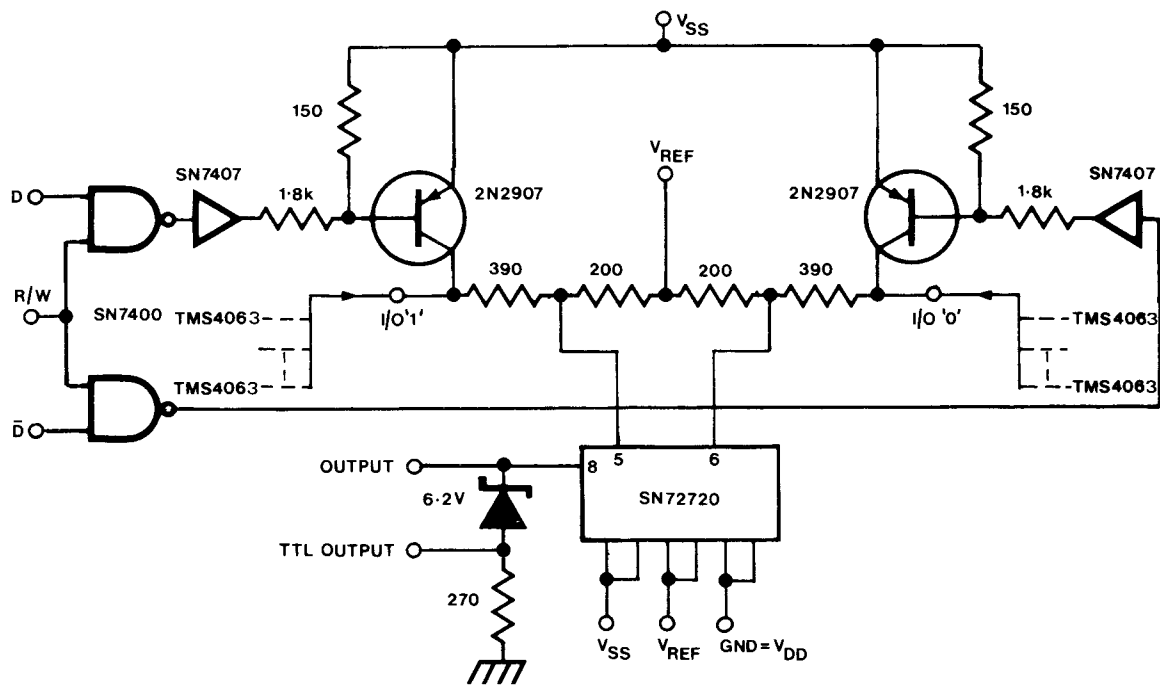 V_SS
150
150
V_REF
SN7407
SN7407
2N2907
2N2907
D
1·8k
1·8k
390
200
200
390
R/W
SN7400
I/O'1'
I/O '0'
TMS4063
TMS4063
TMS4063
TMS4063
D̅
5
6
OUTPUT
8
SN72720
6·2V
TTL OUTPUT
270
V_SS
V_REF
GND = V_DD